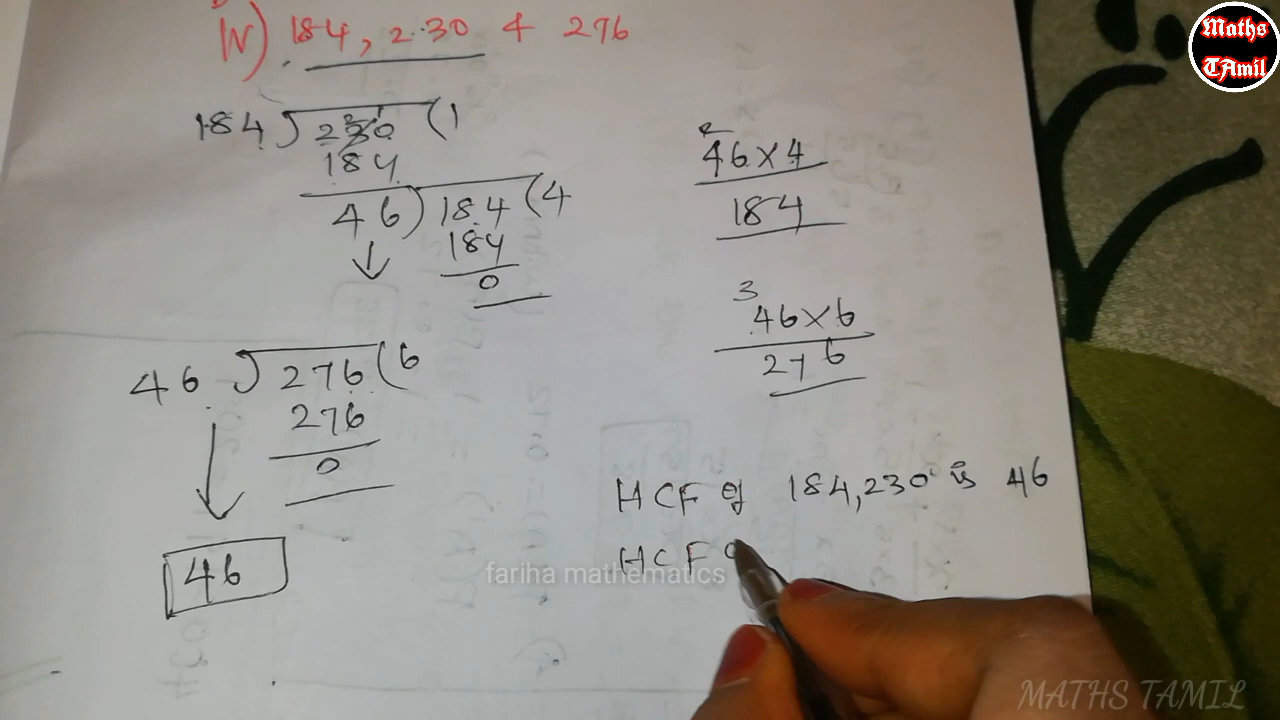 IV) 184, 230 & 276
184) 230 (1
184
46) 184 (4
184
0
46 × 4
184
46 × 6
276
46) 276 (6
276
0
46
HCF of 184, 230 is 46
HCF o
Maths
TAmil
fariha mathematics
MATHS TAMIL